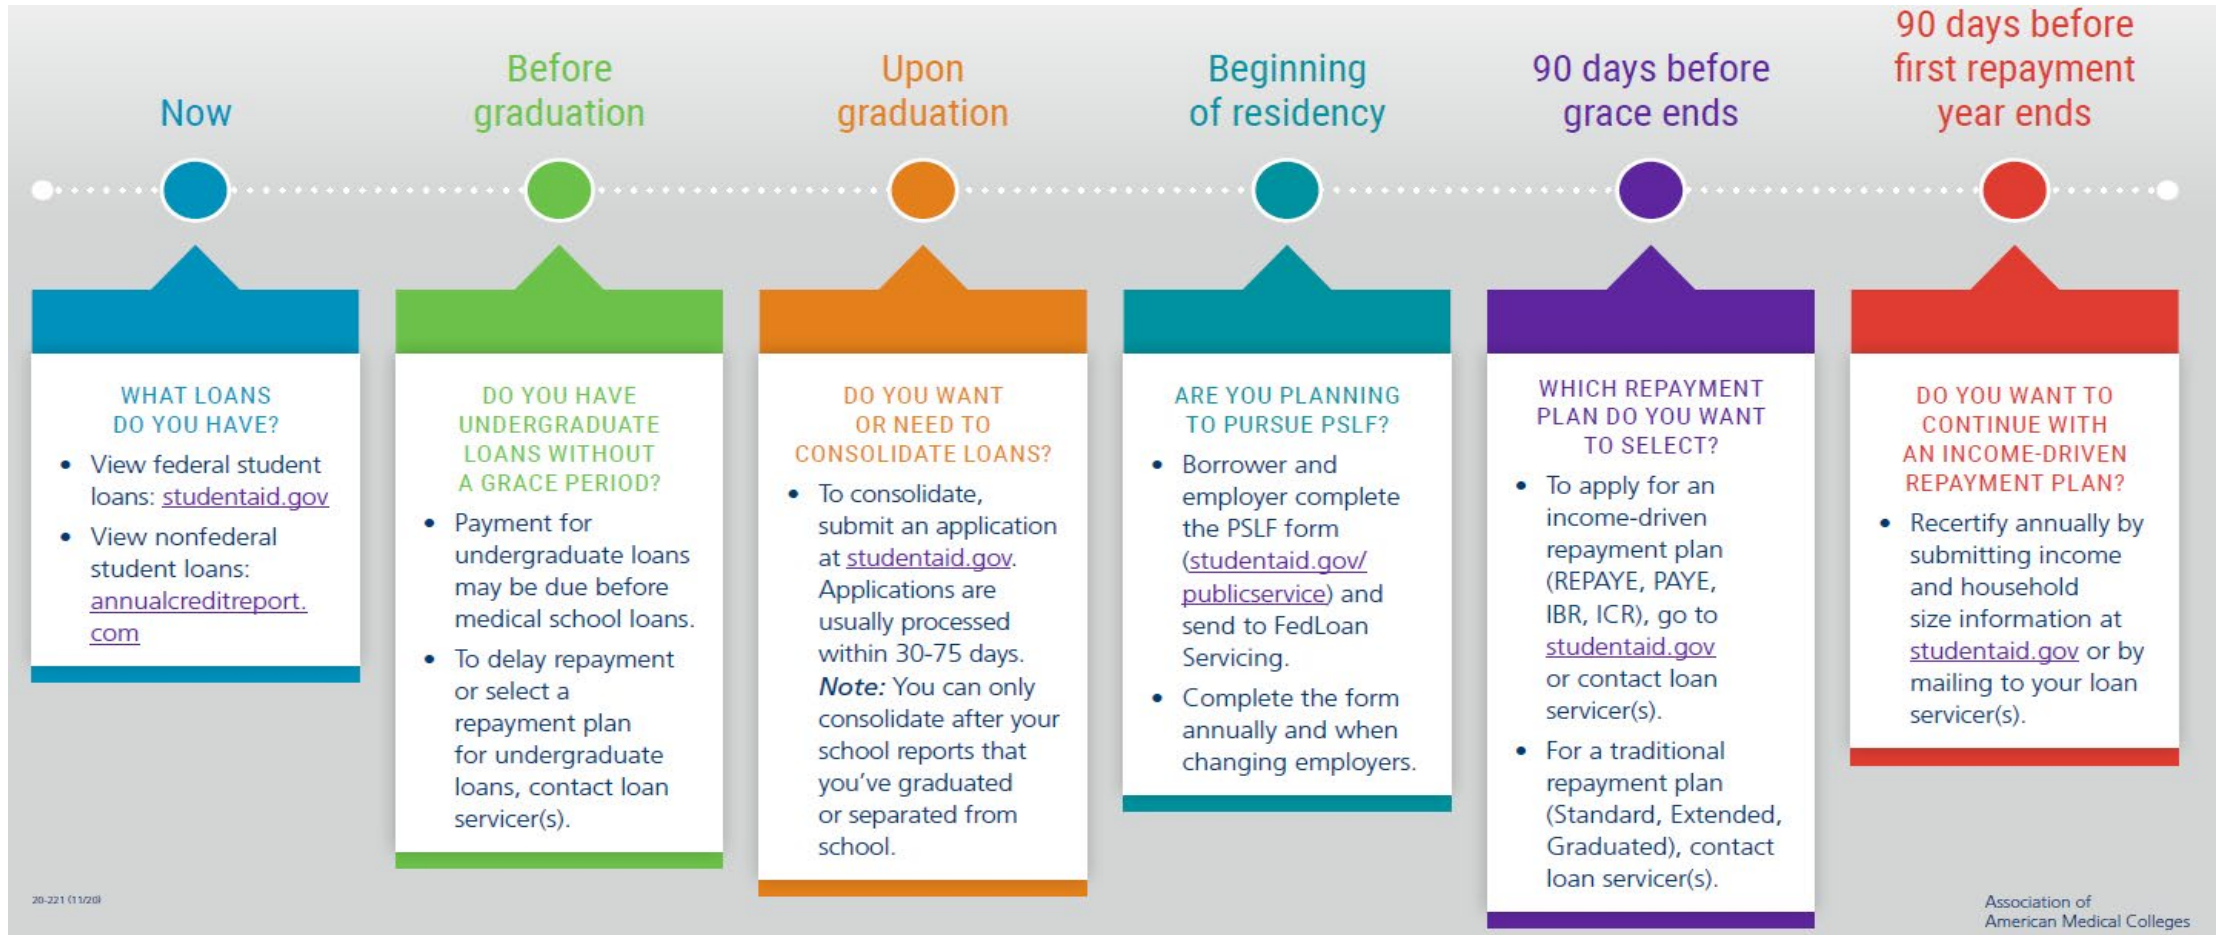 Now
Before
graduation
Upon
graduation
Beginning
of residency
90 days before
grace ends
90 days before
first repayment
year ends
WHAT LOANS
DO YOU HAVE?
• View federal student
loans: studentaid.gov
• View nonfederal
student loans:
annualcreditreport.
com
DO YOU HAVE
UNDERGRADUATE
LOANS WITHOUT
A GRACE PERIOD?
• Payment for
undergraduate loans
may be due before
medical school loans.
• To delay repayment
or select a
repayment plan
for undergraduate
loans, contact loan
servicer(s).
DO YOU WANT
OR NEED TO
CONSOLIDATE LOANS?
• To consolidate,
submit an application
at studentaid.gov.
Applications are
usually processed
within 30-75 days.
Note: You can only
consolidate after your
school reports that
you've graduated
or separated from
school.
ARE YOU PLANNING
TO PURSUE PSLF?
• Borrower and
employer complete
the PSLF form
(studentaid.gov/
publicservice) and
send to FedLoan
Servicing.
• Complete the form
annually and when
changing employers.
WHICH REPAYMENT
PLAN DO YOU WANT
TO SELECT?
• To apply for an
income-driven
repayment plan
(REPAYE, PAYE,
IBR, ICR), go to
studentaid.gov
or contact loan
servicer(s).
• For a traditional
repayment plan
(Standard, Extended,
Graduated), contact
loan servicer(s).
DO YOU WANT TO
CONTINUE WITH
AN INCOME-DRIVEN
REPAYMENT PLAN?
• Recertify annually by
submitting income
and household
size information at
studentaid.gov or by
mailing to your loan
servicer(s).
20-221 (11/20)
Association of
American Medical Colleges